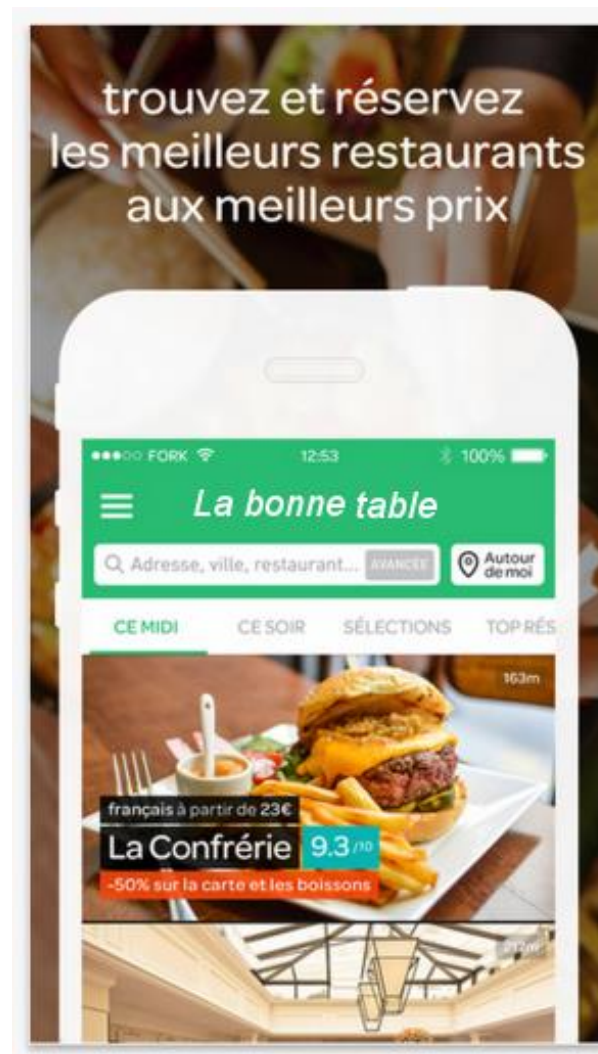 trouvez et réservez
les meilleurs restaurants
aux meilleurs prix
FORK 12:53 100%
La bonne table
Adresse, ville, restaurant... AVANCÉE Autour
de moi
CE MIDI CE SOIR SÉLECTIONS TOP RÉS
163m
français à partir de 23€
La Confrérie 9.3/10
-50% sur la carte et les boissons